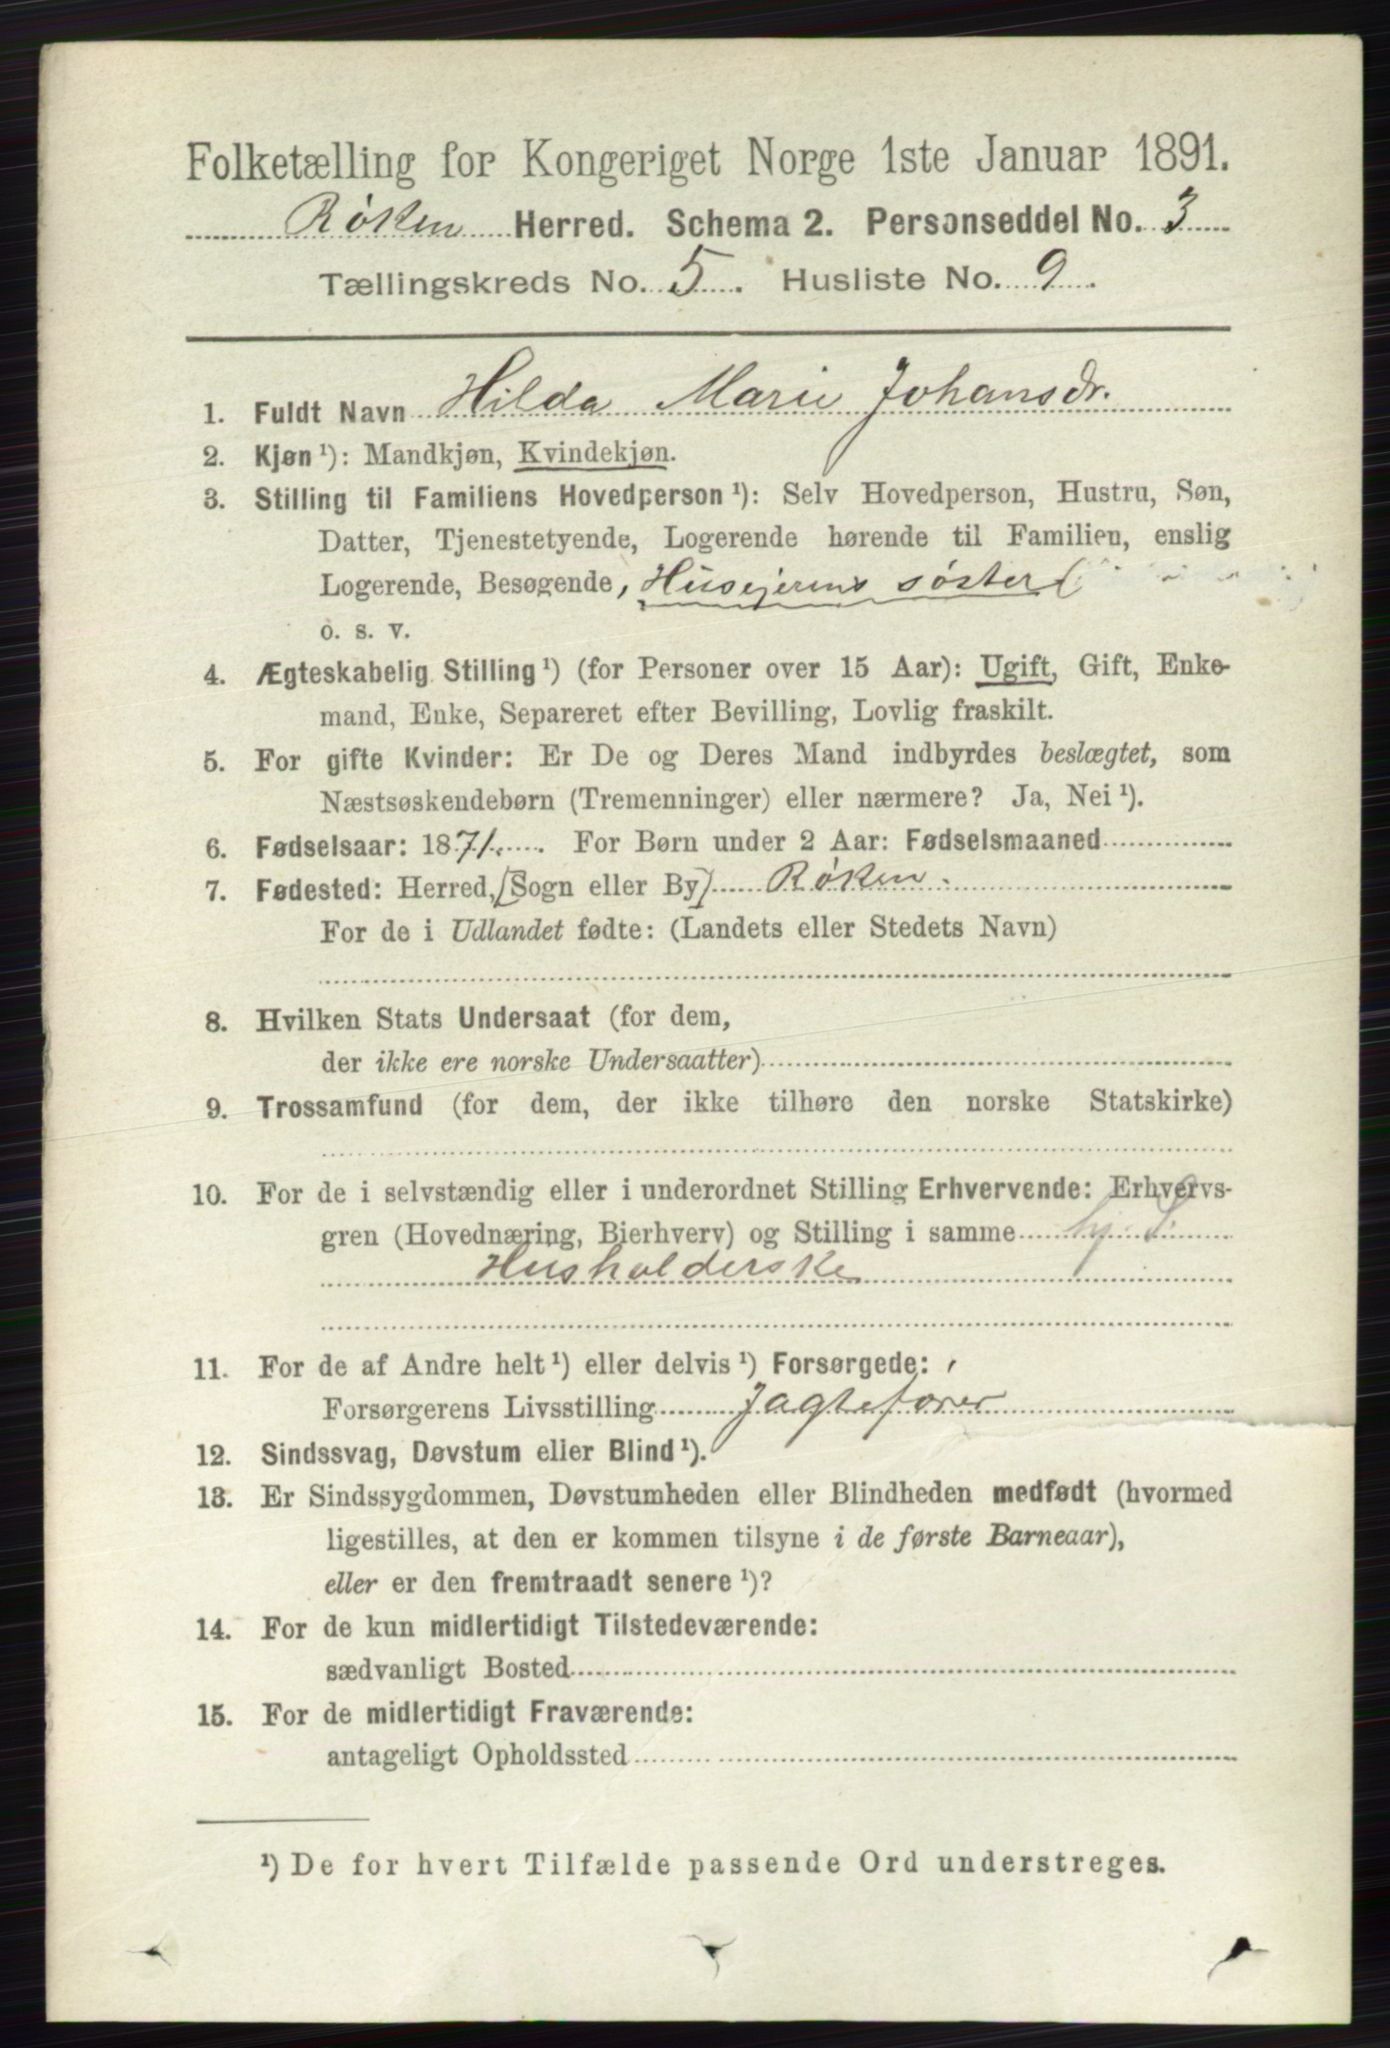 Folketælling for Kongeriget Norge 1ste Januar 1891.
Røken Herred. Schema 2. Personseddel No. 3
Tællingskreds No. 5. Husliste No. 9.
1. Fuldt Navn Hilda Marie Johansdr.
2. Kjøn ¹): Mandkjøn, Kvindekjøn.
3. Stilling til Familiens Hovedperson ¹): Selv Hovedperson, Hustru, Søn,
Datter, Tjenestetyende, Logerende hørende til Familien, enslig
Logerende, Besøgende, Husejerens søster
o. s. v.
4. Ægteskabelig Stilling ¹) (for Personer over 15 Aar): Ugift, Gift, Enke-
mand, Enke, Separeret efter Bevilling, Lovlig fraskilt.
5. For gifte Kvinder: Er De og Deres Mand indbyrdes beslægtet, som
Næstsøskendebørn (Tremenninger) eller nærmere? Ja, Nei ¹).
6. Fødselsaar: 1871. For Børn under 2 Aar: Fødselsmaaned
7. Fødested: Herred, [Sogn eller By] Røken.
For de i Udlandet fødte: (Landets eller Stedets Navn)
8. Hvilken Stats Undersaat (for dem,
der ikke ere norske Undersaatter)
9. Trossamfund (for dem, der ikke tilhøre den norske Statskirke)
10. For de i selvstændig eller i underordnet Stilling Erhvervende: Erhvervs-
gren (Hovednæring, Bierhverv) og Stilling i samme
Husholderske
11. For de af Andre helt ¹) eller delvis ¹) Forsørgede:
Forsørgerens Livsstilling Jagtefører
12. Sindssvag, Døvstum eller Blind ¹).
13. Er Sindssygdommen, Døvstumheden eller Blindheden medfødt (hvormed
ligestilles, at den er kommen tilsyne i de første Barneaar),
eller er den fremtraadt senere ¹)?
14. For de kun midlertidigt Tilstedeværende:
sædvanligt Bosted
15. For de midlertidigt Fraværende:
antageligt Opholdssted
¹) De for hvert Tilfælde passende Ord understreges.